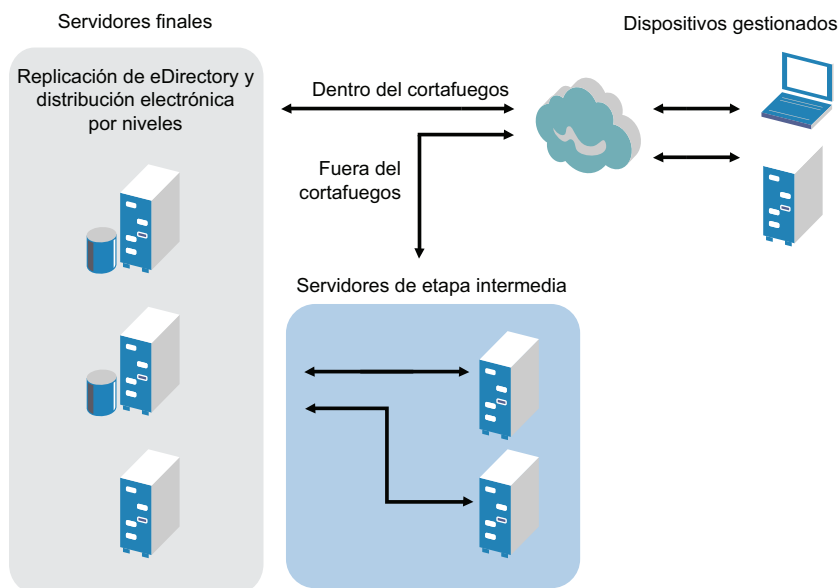 Servidores finales
Dispositivos gestionados
Replicación de eDirectory y
distribución electrónica
por niveles
Dentro del cortafuegos
Fuera del
cortafuegos
Servidores de etapa intermedia